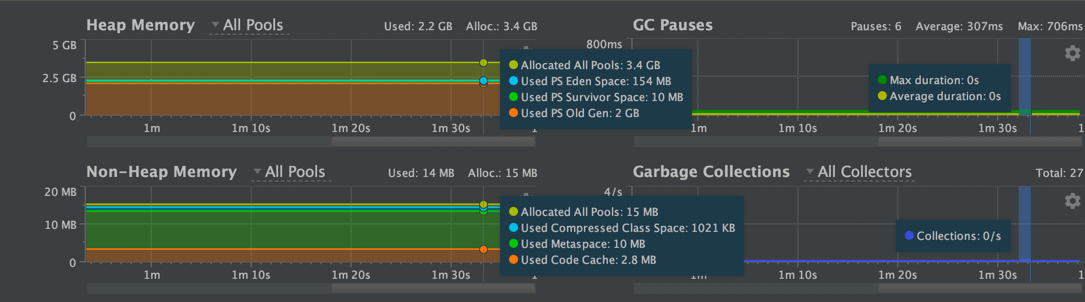 Heap Memory All Pools Used: 2.2 GB Alloc.: 3.4 GB
5 GB
2.5 GB
0
1m 1m 10s 1m 20s 1m 30s 1
Allocated All Pools: 3.4 GB
Used PS Eden Space: 154 MB
Used PS Survivor Space: 10 MB
Used PS Old Gen: 2 GB
GC Pauses Pauses: 6 Average: 307ms Max: 706ms
800ms
Max duration: 0s
Average duration: 0s
1m 1m 10s 1m 20s 1m 30s
Non-Heap Memory All Pools Used: 14 MB Alloc.: 15 MB
20 MB
10 MB
0
1m 1m 10s 1m 20s 1m 30s
Allocated All Pools: 15 MB
Used Compressed Class Space: 1021 KB
Used Metaspace: 10 MB
Used Code Cache: 2.8 MB
Garbage Collections All Collectors Total: 27
4/s
Collections: 0/s
1m 10s 1m 20s 1m 30s